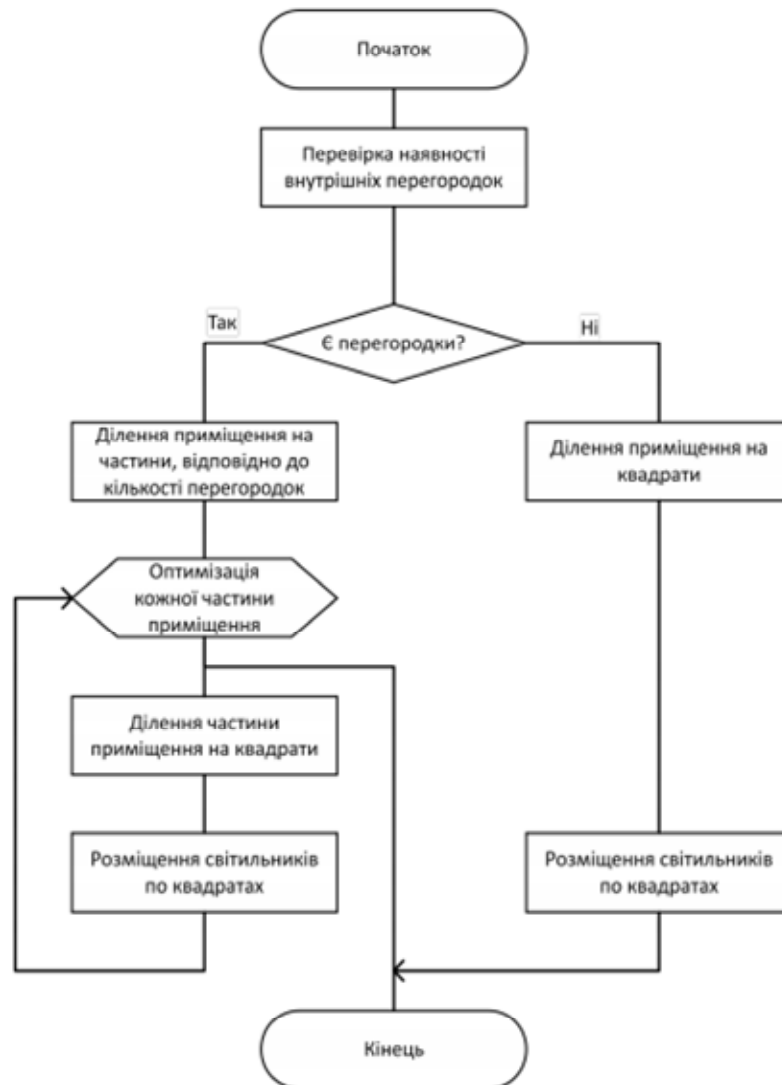 Початок
Перевірка наявності
внутрішніх перегородок
Так
Є перегородки?
Ні
Ділення приміщення на
частини, відповідно до
кількості перегородок
Ділення приміщення на
квадрати
Оптимізація
кожної частини
приміщення
Ділення частини
приміщення на квадрати
Розміщення світильників
по квадратах
Розміщення світильників
по квадратах
Кінець